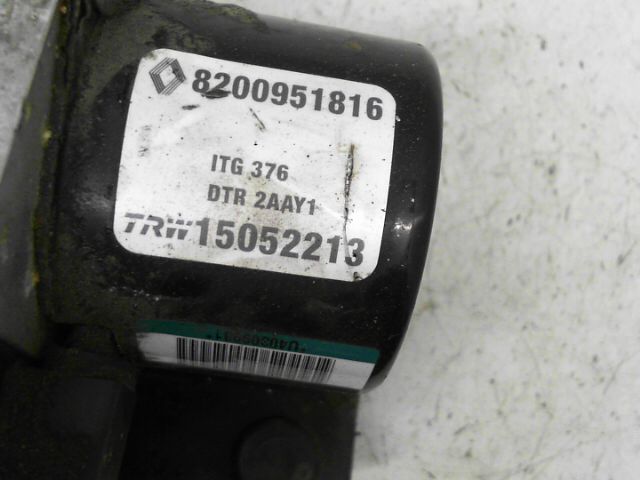 8200951816
ITG 376
DTR 2AAY1
TRW 15052213